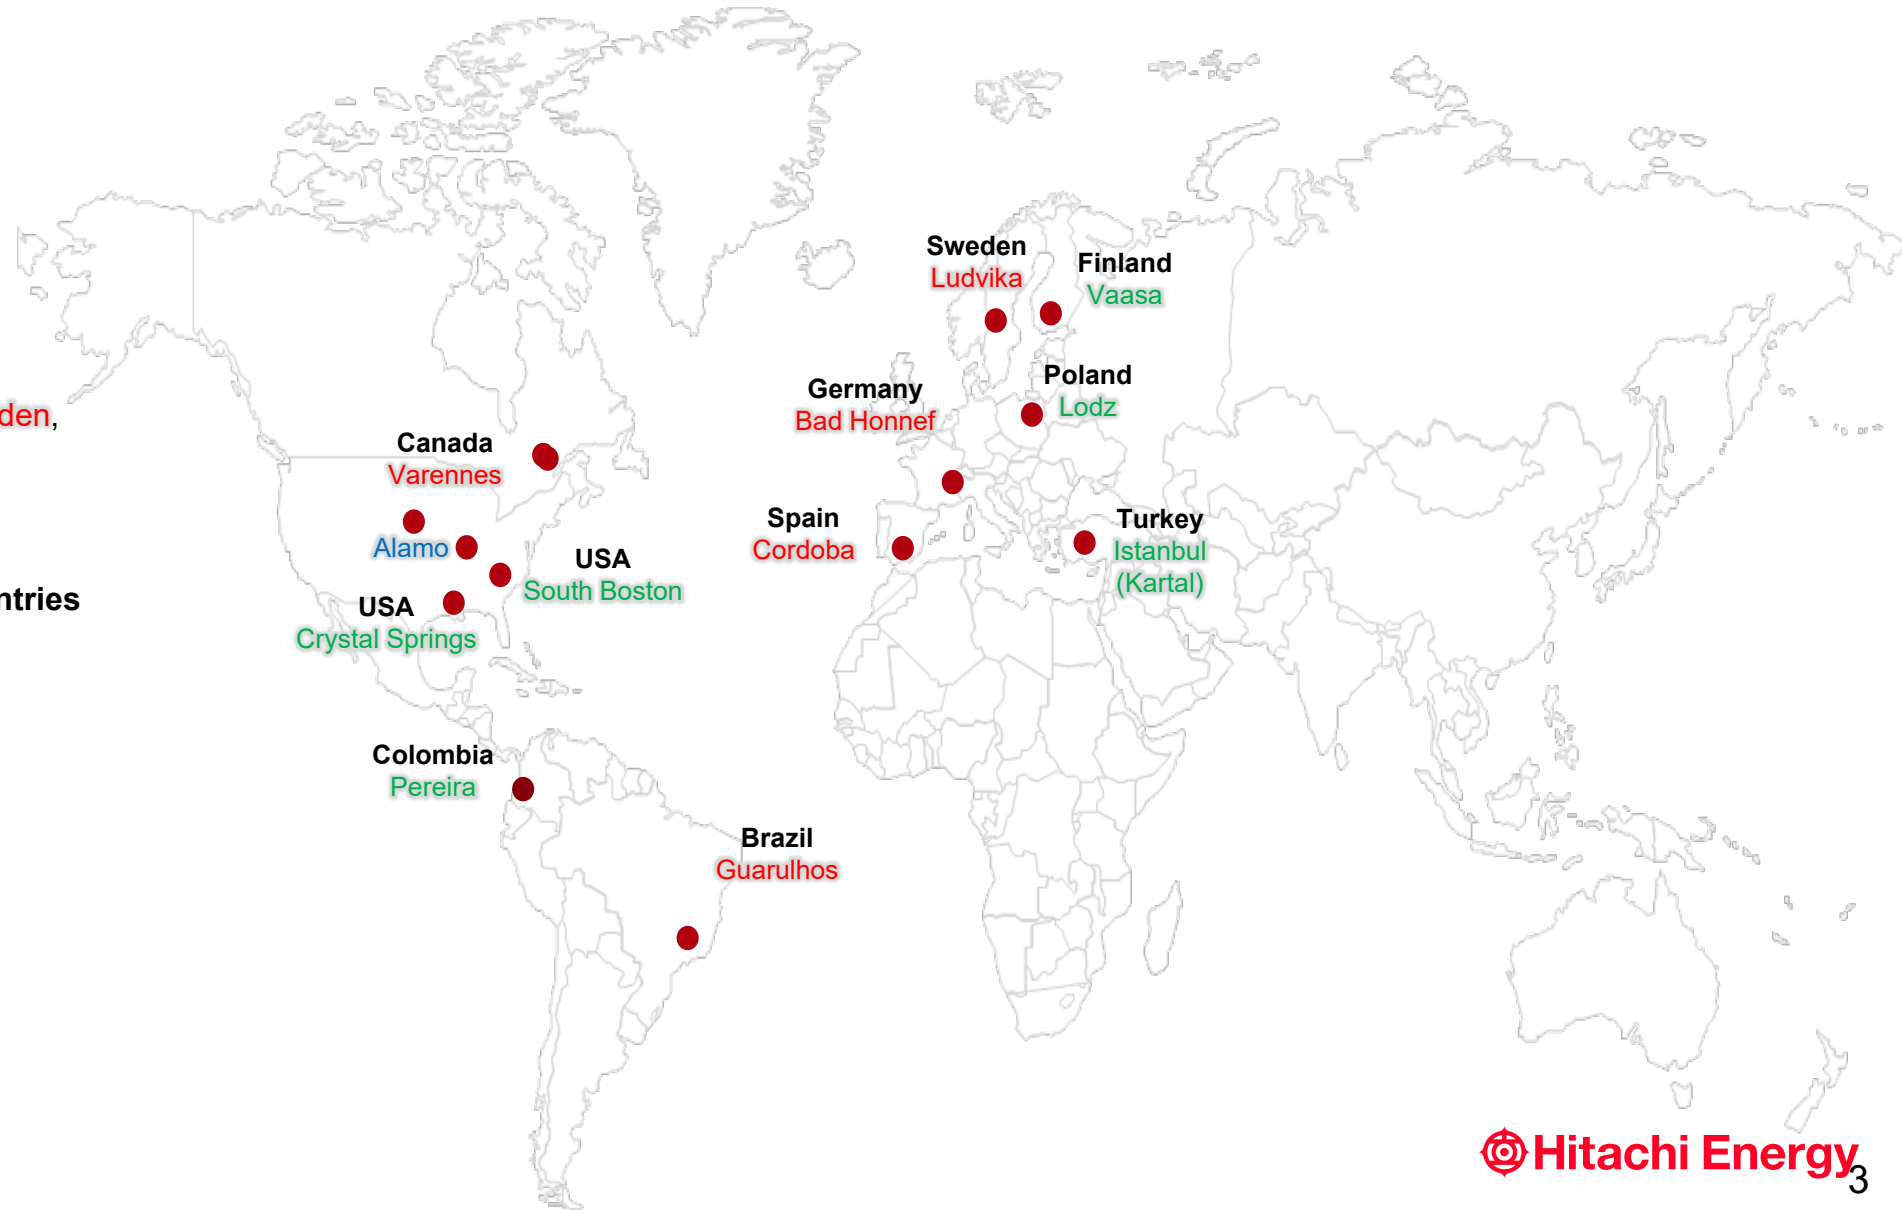 Sweden
Ludvika
Finland
Vaasa
Germany
Bad Honnef
Poland
Lodz
den,
Canada
Varennes
Spain
Cordoba
Turkey
Istanbul
(Kartal)
Alamo
USA
South Boston
ntries
USA
Crystal Springs
Colombia
Pereira
Brazil
Guarulhos
Hitachi Energy
3